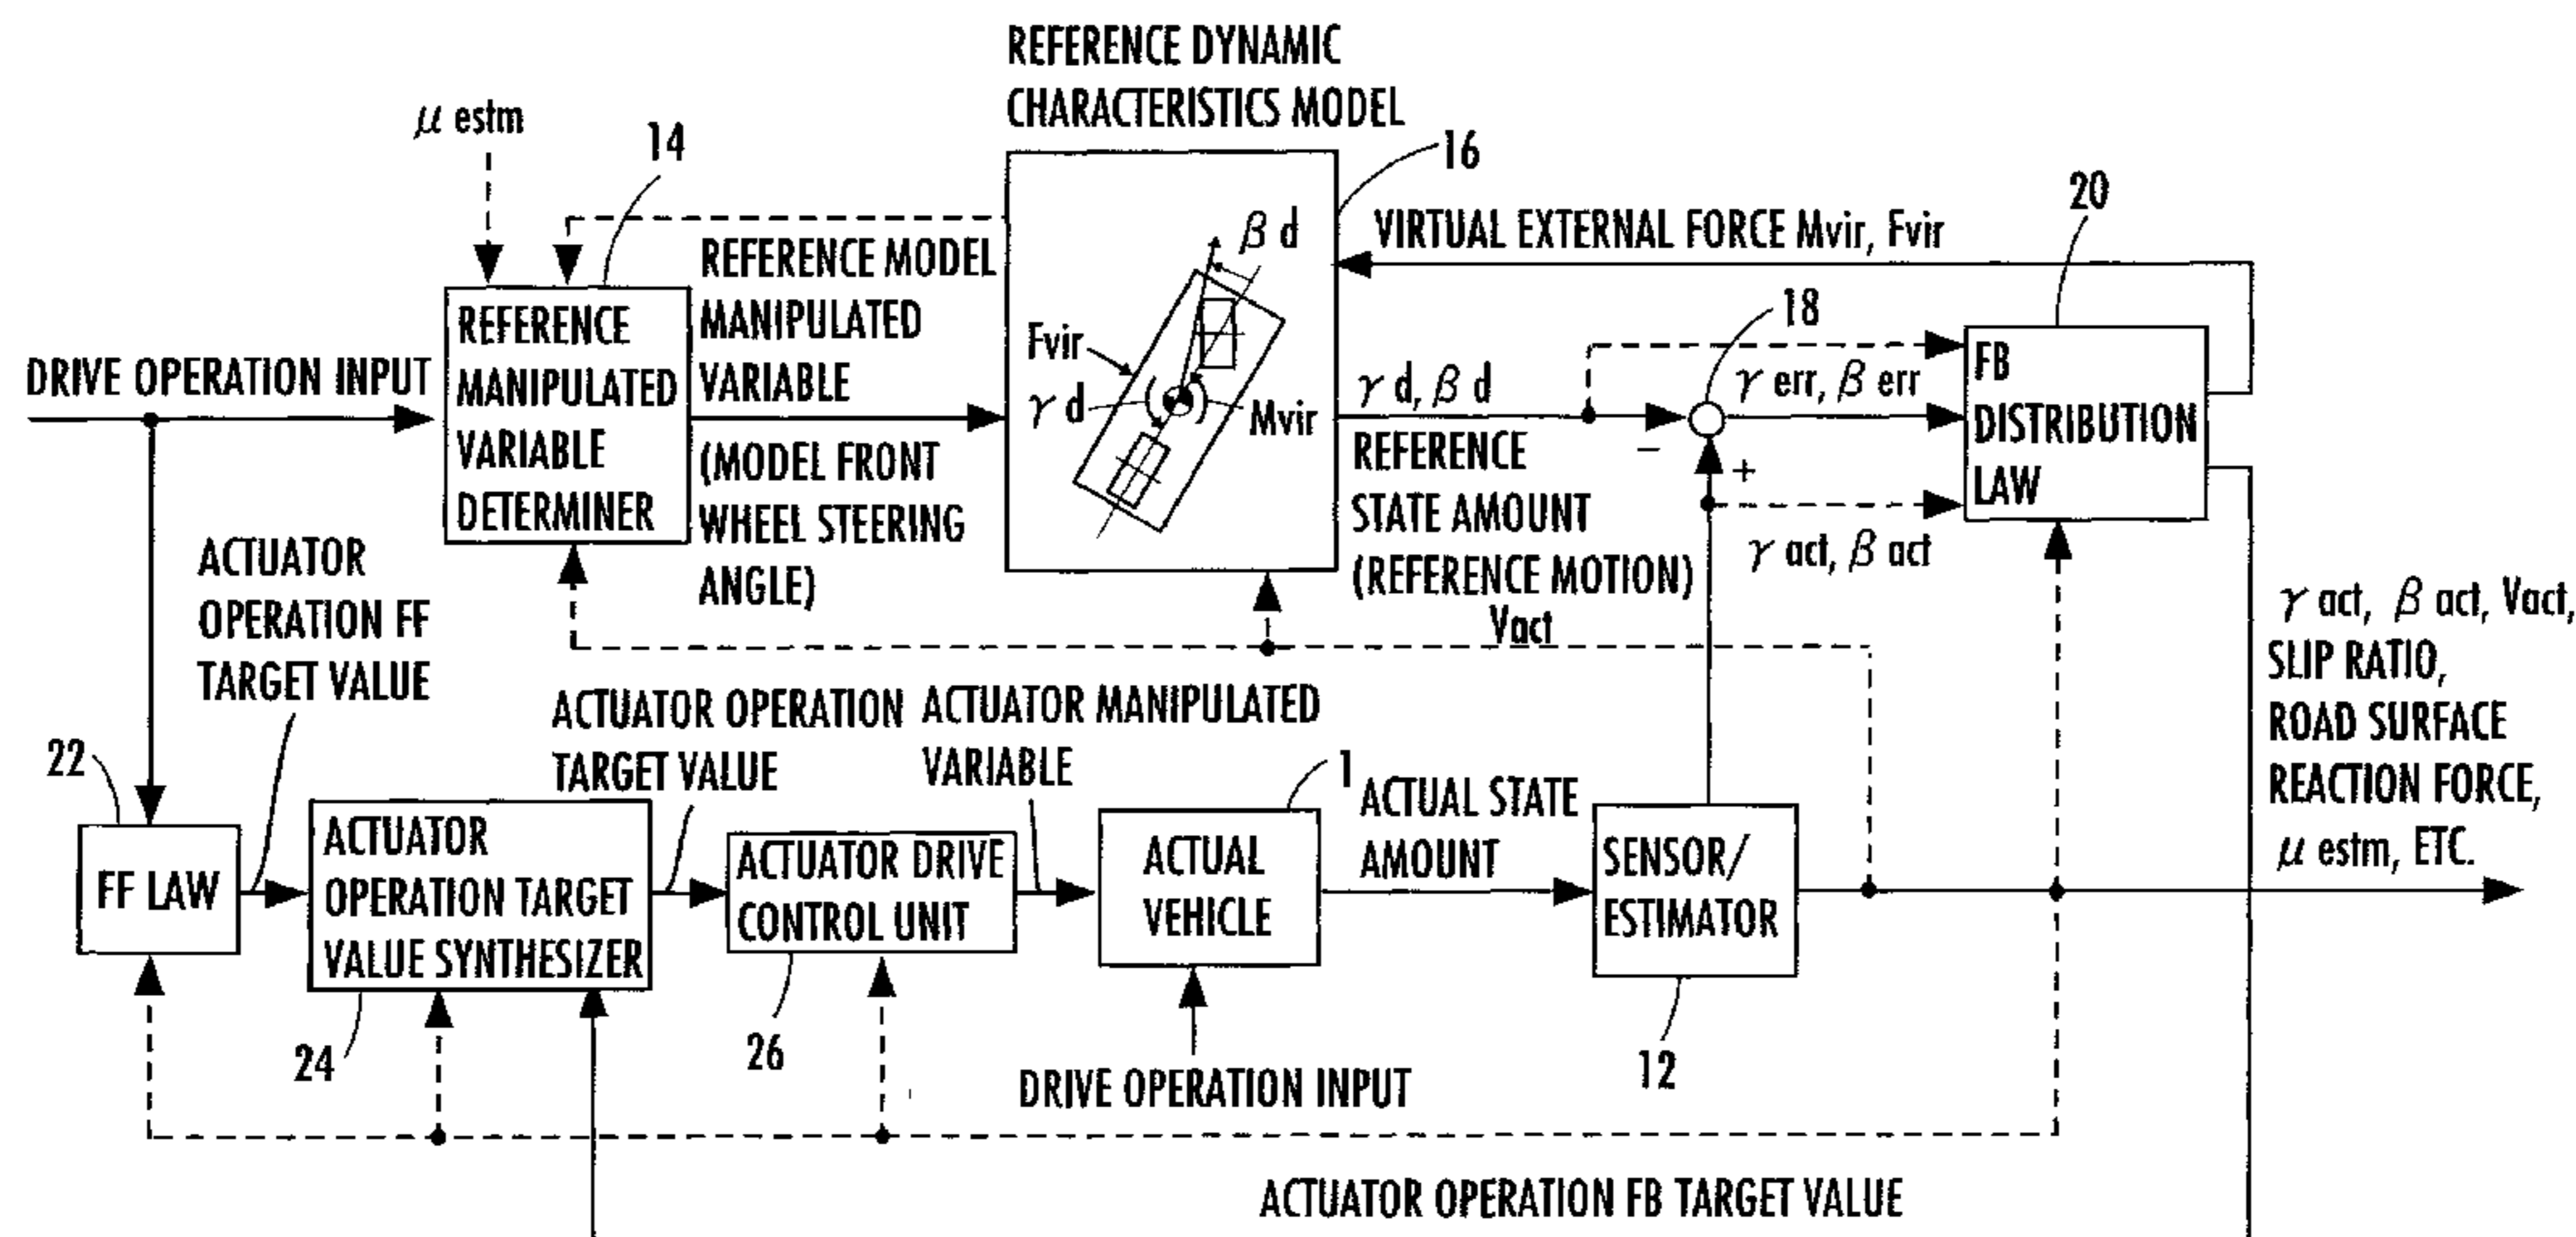 REFERENCE DYNAMIC
CHARACTERISTICS MODEL
μ estm
14
16
20
VIRTUAL EXTERNAL FORCE Mvir, Fvir
β d
Fvir
γ d
Mvir
REFERENCE MODEL
MANIPULATED
VARIABLE
(MODEL FRONT
WHEEL STEERING
ANGLE)
REFERENCE
MANIPULATED
VARIABLE
DETERMINER
DRIVE OPERATION INPUT
18
γ d, β d
REFERENCE
STATE AMOUNT
(REFERENCE MOTION)
γ err, β err
−
+
γ act, β act
FB
DISTRIBUTION
LAW
Vact
ACTUATOR
OPERATION FF
TARGET VALUE
γ act, β act, Vact,
SLIP RATIO,
ROAD SURFACE
REACTION FORCE,
μ estm, ETC.
22
FF LAW
ACTUATOR
OPERATION TARGET
VALUE SYNTHESIZER
24
ACTUATOR OPERATION
TARGET VALUE
ACTUATOR DRIVE
CONTROL UNIT
26
ACTUATOR MANIPULATED
VARIABLE
1
ACTUAL
VEHICLE
ACTUAL STATE
AMOUNT
SENSOR/
ESTIMATOR
12
DRIVE OPERATION INPUT
ACTUATOR OPERATION FB TARGET VALUE